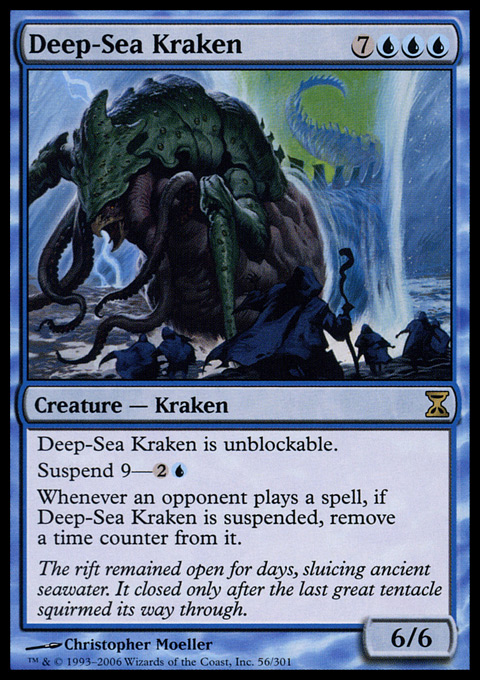 Deep-Sea Kraken 7
Creature — Kraken
Deep-Sea Kraken is unblockable.
Suspend 9—2
Whenever an opponent plays a spell, if
Deep-Sea Kraken is suspended, remove
a time counter from it.
The rift remained open for days, sluicing ancient
seawater. It closed only after the last great tentacle
squirmed its way through.
6/6
Christopher Moeller
™ & © 1993–2006 Wizards of the Coast, Inc. 56/301